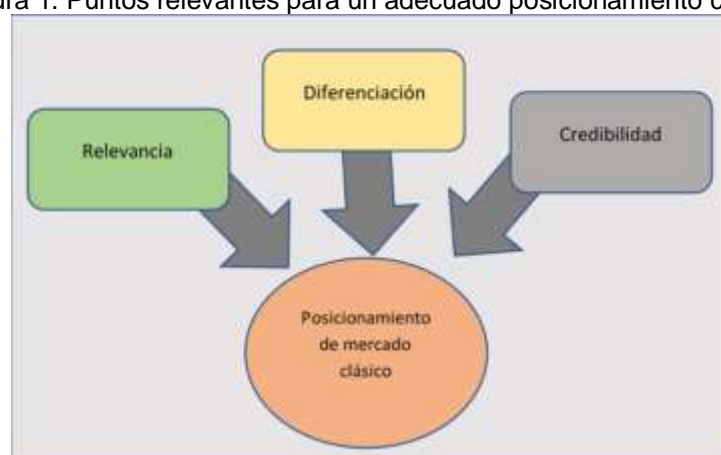 ura 1. Puntos relevantes para un adecuado posicionamiento c
Diferenciación
Relevancia
Credibilidad
Posicionamiento
de mercado
clásico